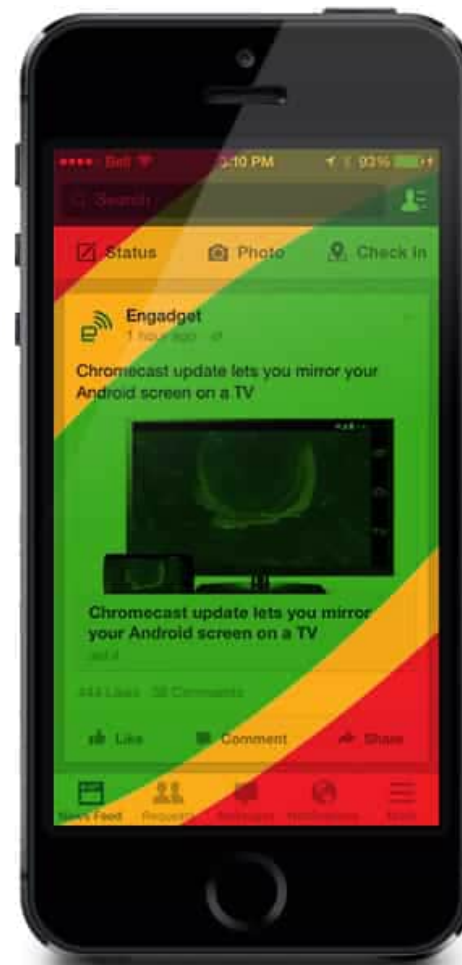 Bell 3:10 PM 93%
Search
Status Photo Check In
Engadget
1 hour ago
Chromecast update lets you mirror your
Android screen on a TV
Chromecast update lets you mirror
your Android screen on a TV
444 Likes 38 Comments
Like Comment Share
News Feed Requests Messenger Notifications More